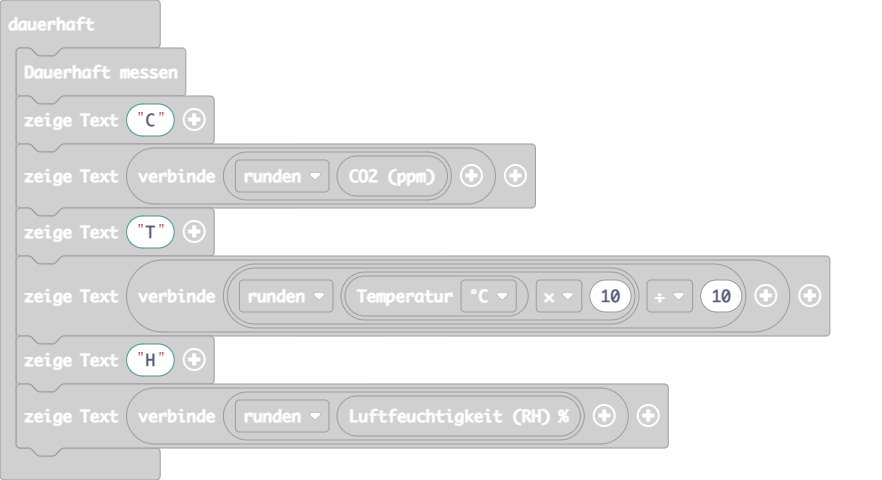 dauerhaft
Dauerhaft messen
zeige Text "C"
zeige Text verbinde runden CO2 (ppm)
zeige Text "T"
zeige Text verbinde runden Temperatur °C × 10 ÷ 10
zeige Text "H"
zeige Text verbinde runden Luftfeuchtigkeit (RH) %